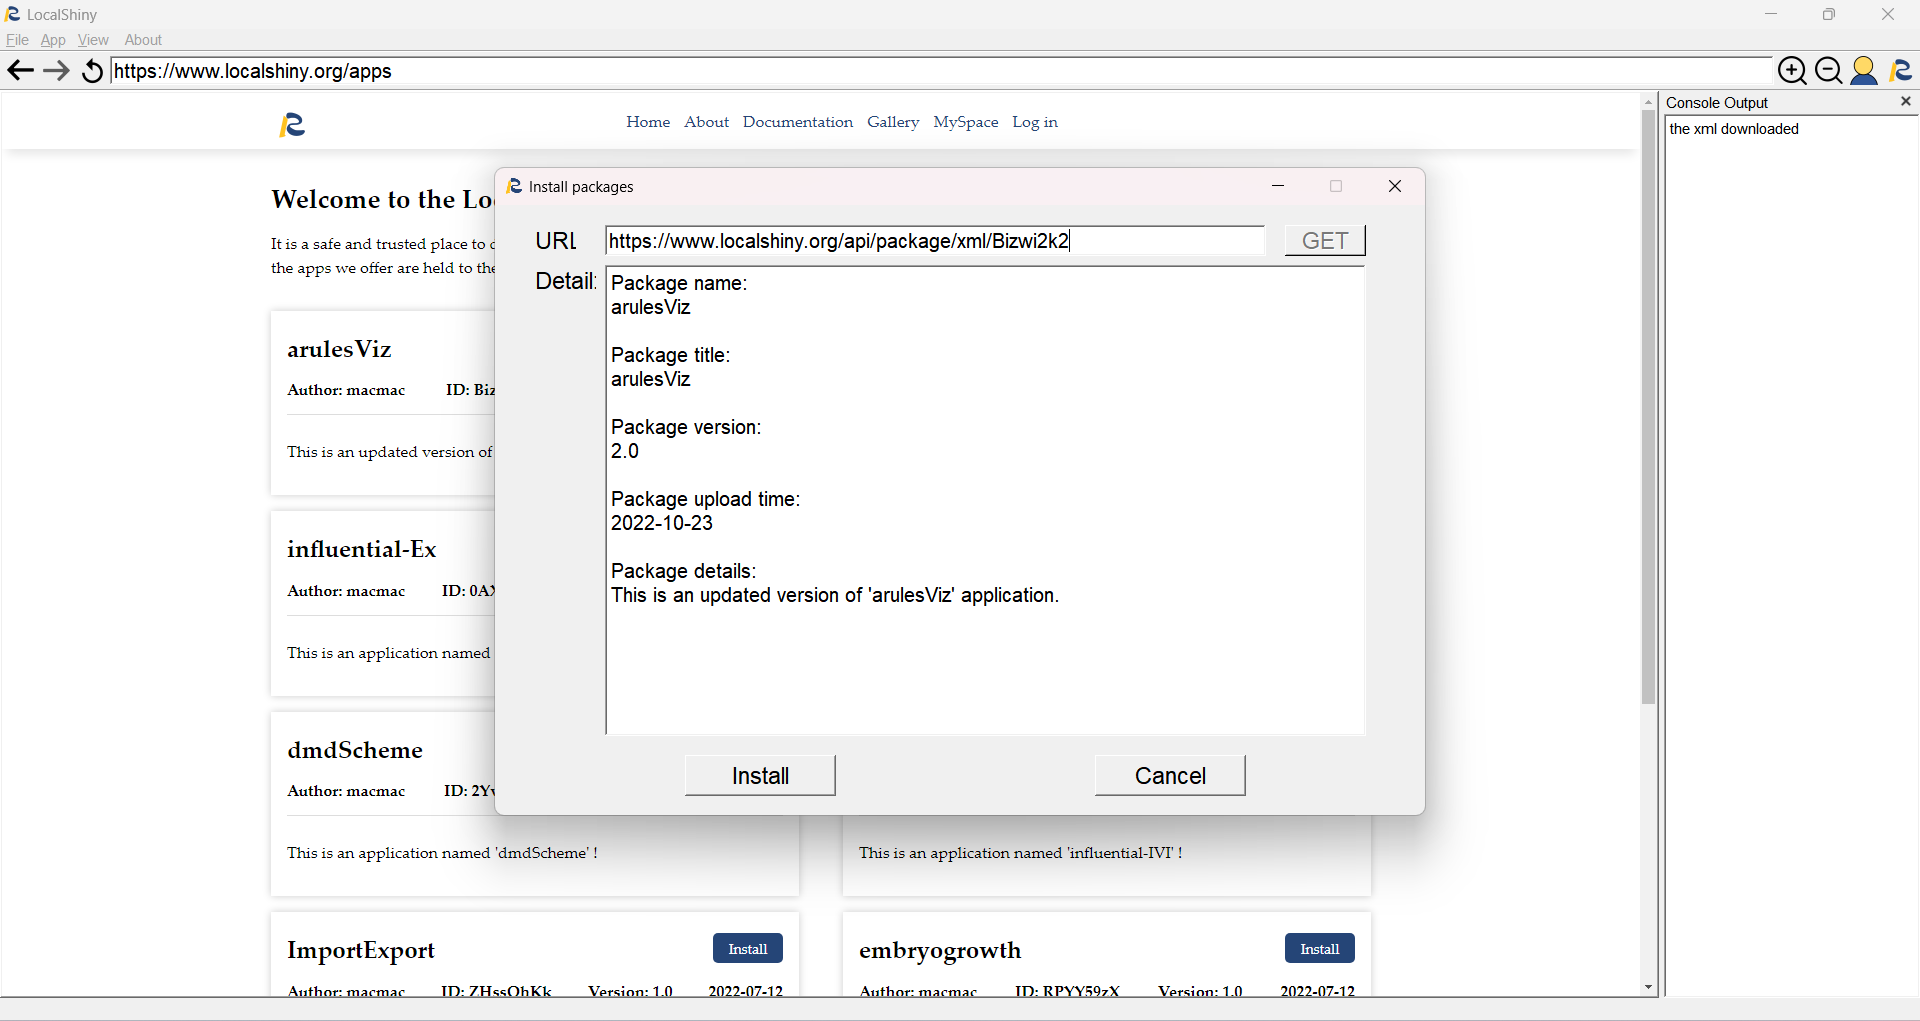 LocalShiny
File App View About
https://www.localshiny.org/apps
Console Output
the xml downloaded
Home About Documentation Gallery MySpace Log in
Welcome to the Lo
It is a safe and trusted place to
the apps we offer are held to the
arulesViz
Author: macmac ID: Biz
This is an updated version of
influential-Ex
Author: macmac ID: 0AX
This is an application named
dmdScheme
Author: macmac ID: 2Yv
This is an application named 'dmdScheme' !
This is an application named 'influential-IVI' !
ImportExport Install
Author: macmac ID: ZHssOhKk Version: 1.0 2022-07-12
embryogrowth Install
Author: macmac ID: RPYY59zX Version: 1.0 2022-07-12
Install packages
URL https://www.localshiny.org/api/package/xml/Bizwi2k2 GET
Detail:
Package name:
arulesViz
Package title:
arulesViz
Package version:
2.0
Package upload time:
2022-10-23
Package details:
This is an updated version of 'arulesViz' application.
Install Cancel